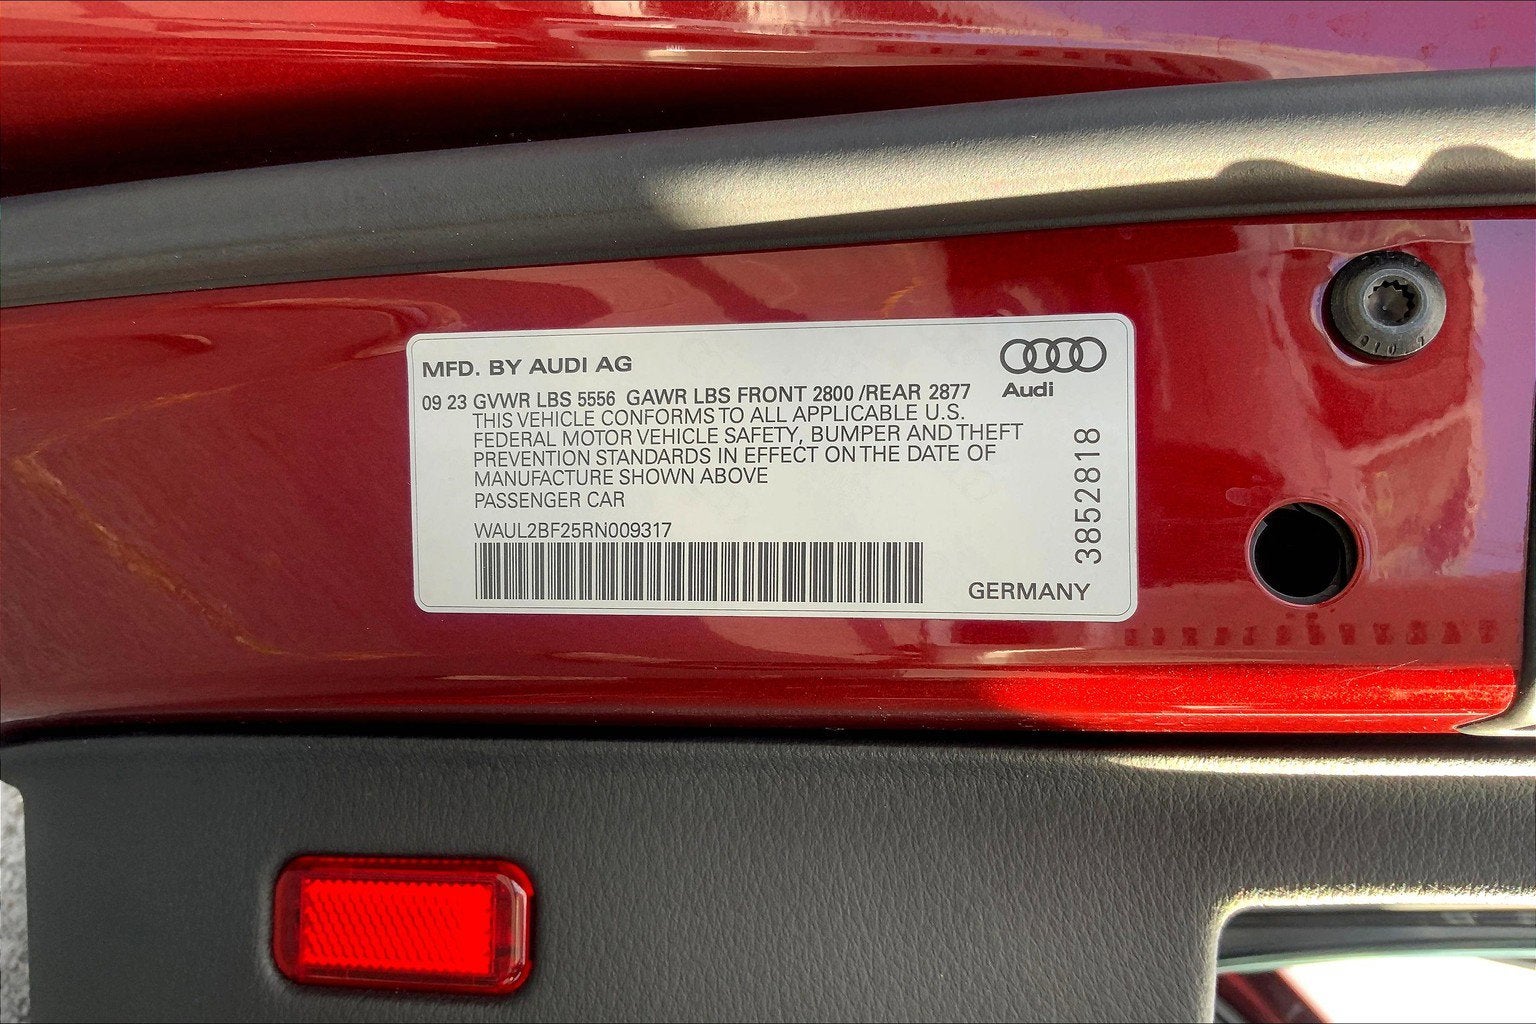 MFD. BY AUDI AG
Audi
09 23 GVWR LBS 5556 GAWR LBS FRONT 2800 /REAR 2877
THIS VEHICLE CONFORMS TO ALL APPLICABLE U.S.
FEDERAL MOTOR VEHICLE SAFETY, BUMPER AND THEFT
PREVENTION STANDARDS IN EFFECT ON THE DATE OF
MANUFACTURE SHOWN ABOVE
PASSENGER CAR
WAUL2BF25RN009317
3852818
GERMANY